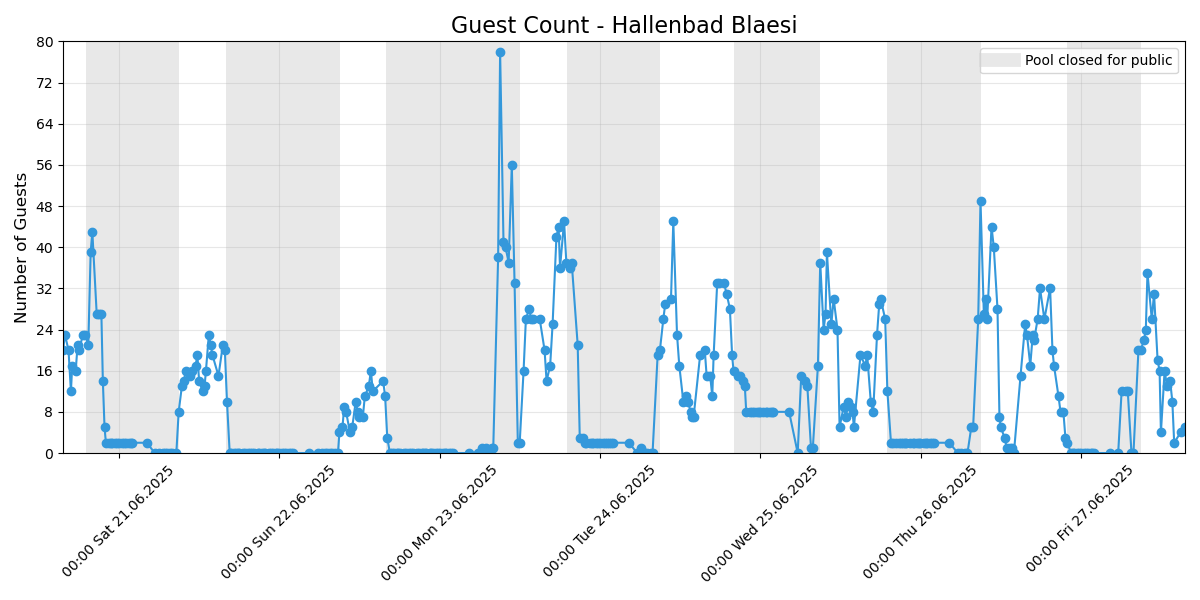 Guest Count - Hallenbad Blaesi
Pool closed for public
Number of Guests
80
72
64
56
48
40
32
24
16
8
0
00:00 Sat 21.06.2025
00:00 Sun 22.06.2025
00:00 Mon 23.06.2025
00:00 Tue 24.06.2025
00:00 Wed 25.06.2025
00:00 Thu 26.06.2025
00:00 Fri 27.06.2025